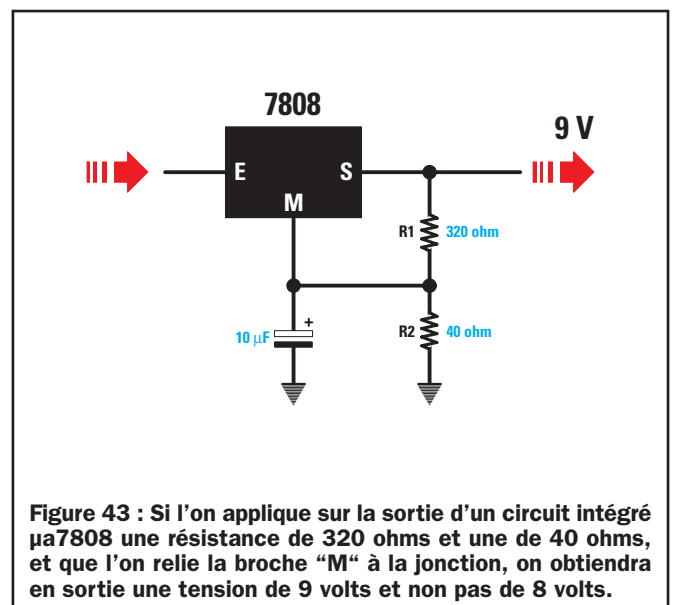 7808
9 V
E
S
M
R1 320 ohm
+
10 µF
R2 40 ohm
Figure 43 : Si l’on applique sur la sortie d’un circuit intégré
µa7808 une résistance de 320 ohms et une de 40 ohms,
et que l’on relie la broche “M“ à la jonction, on obtiendra
en sortie une tension de 9 volts et non pas de 8 volts.